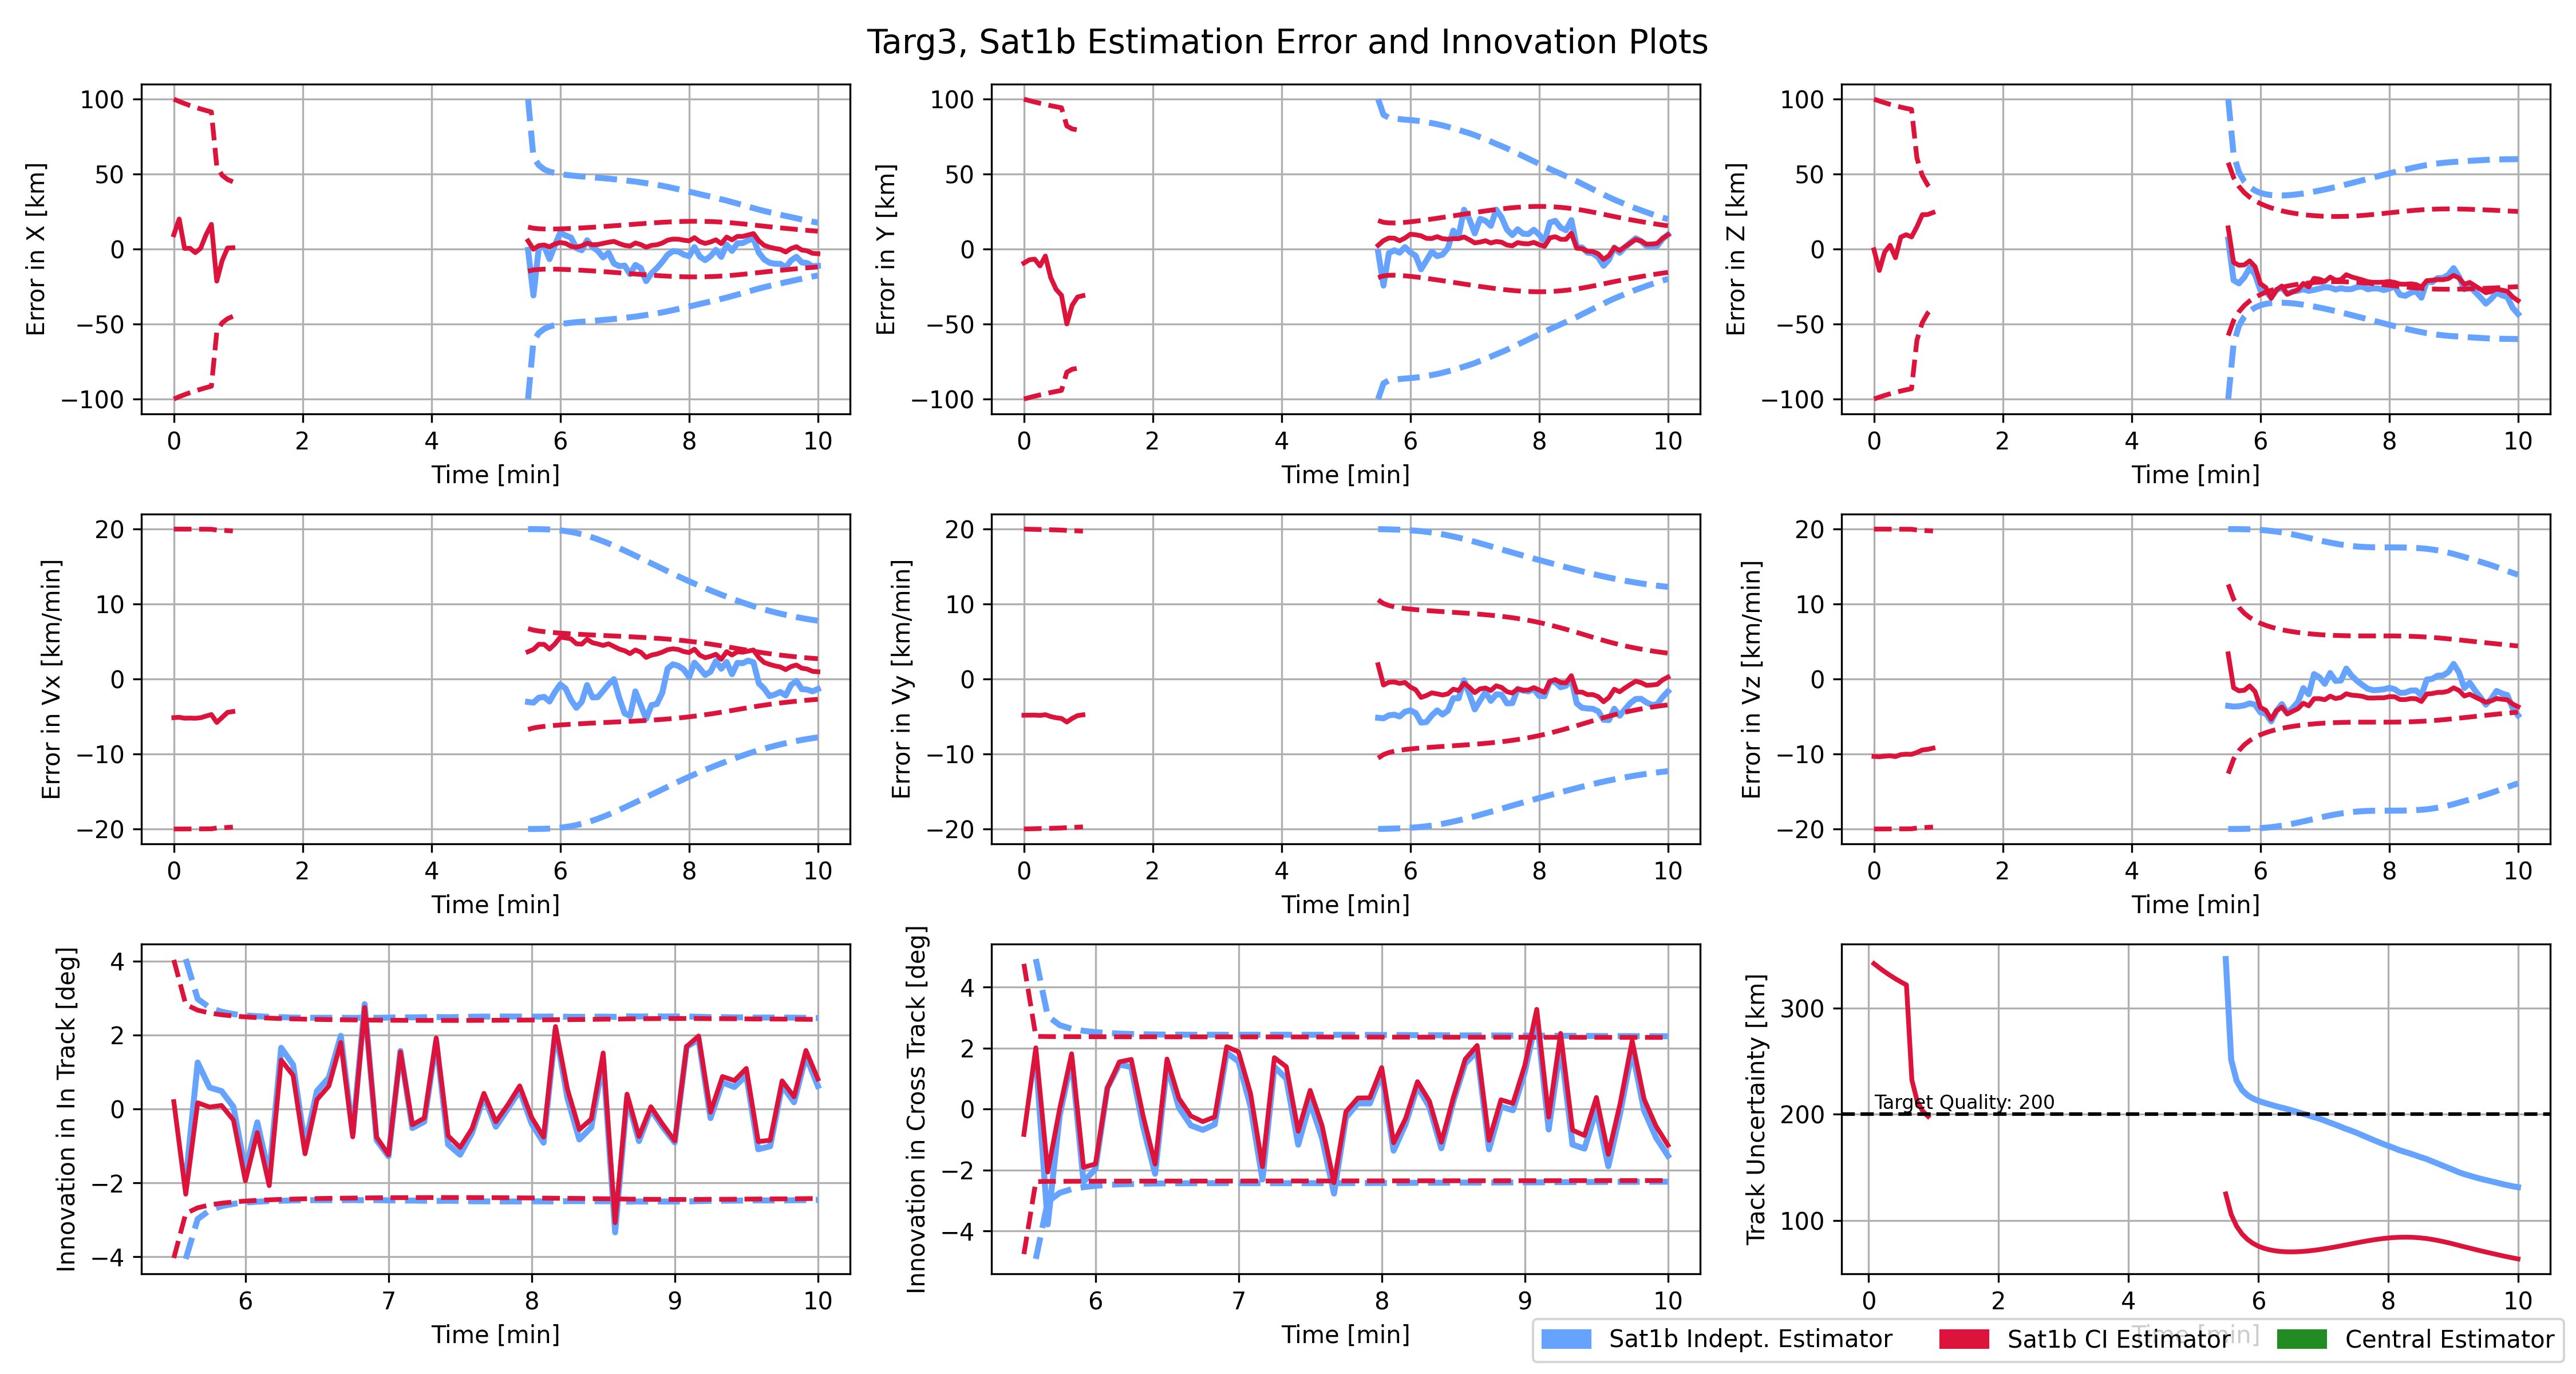 Targ3, Sat1b Estimation Error and Innovation Plots
Error in X [km]
100
50
0
−50
−100
0 2 4 6 8 10
Time [min]
Error in Y [km]
100
50
0
−50
−100
0 2 4 6 8 10
Time [min]
Error in Z [km]
100
50
0
−50
−100
0 2 4 6 8 10
Time [min]
Error in Vx [km/min]
20
10
0
−10
−20
0 2 4 6 8 10
Time [min]
Error in Vy [km/min]
20
10
0
−10
−20
0 2 4 6 8 10
Time [min]
Error in Vz [km/min]
20
10
0
−10
−20
0 2 4 6 8 10
Time [min]
Innovation in In Track [deg]
4
2
0
−2
−4
6 7 8 9 10
Time [min]
Innovation in Cross Track [deg]
4
2
0
−2
−4
6 7 8 9 10
Time [min]
Track Uncertainty [km]
300
200
100
Target Quality: 200
0 2 4 6 8 10
Time [min]
Sat1b Indept. Estimator Sat1b CI Estimator Central Estimator